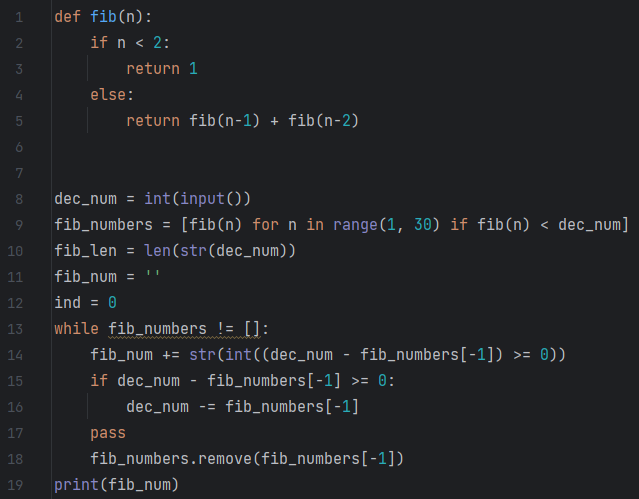 1 def fib(n):
2     if n < 2:
3         return 1
4     else:
5         return fib(n-1) + fib(n-2)
6
7
8 dec_num = int(input())
9 fib_numbers = [fib(n) for n in range(1, 30) if fib(n) < dec_num]
10 fib_len = len(str(dec_num))
11 fib_num = ''
12 ind = 0
13 while fib_numbers != []:
14     fib_num += str(int((dec_num - fib_numbers[-1]) >= 0))
15     if dec_num - fib_numbers[-1] >= 0:
16         dec_num -= fib_numbers[-1]
17     pass
18     fib_numbers.remove(fib_numbers[-1])
19 print(fib_num)